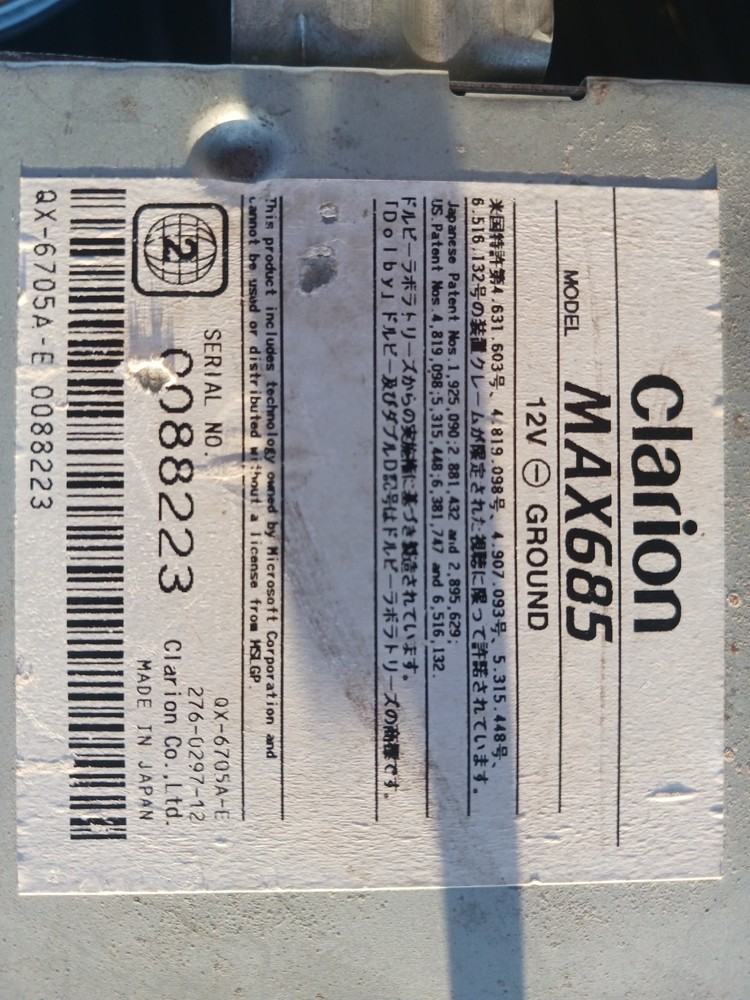 clarion
MODEL MAX685
12V ⊖ GROUND
米国特許第4.631.603号、4.819.098号、4.907.093号、5.315.448号、
6.516.132号の装置クレームが限定された視聴に限って許諾されています。
Japanese Patent Nos.1,925,090;2,881,432 and 2,895,629;
US Patent Nos.4,819,098;5,315,448;6,381,747 and 6,516,132.
ドルビーラボラトリーズからの実施権に基づき製造されています。
「Dolby」ドルビー及びダブルD記号はドルビーラボラトリーズの商標です。
This product includes technology owned by Microsoft Corporation and
cannot be used or distributed without a license from MSLGP.
2
SERIAL NO.
0088223
QX-6705A-E
276-0297-12
Clarion Co.,Ltd.
MADE IN JAPAN
QX-6705A-E 0088223